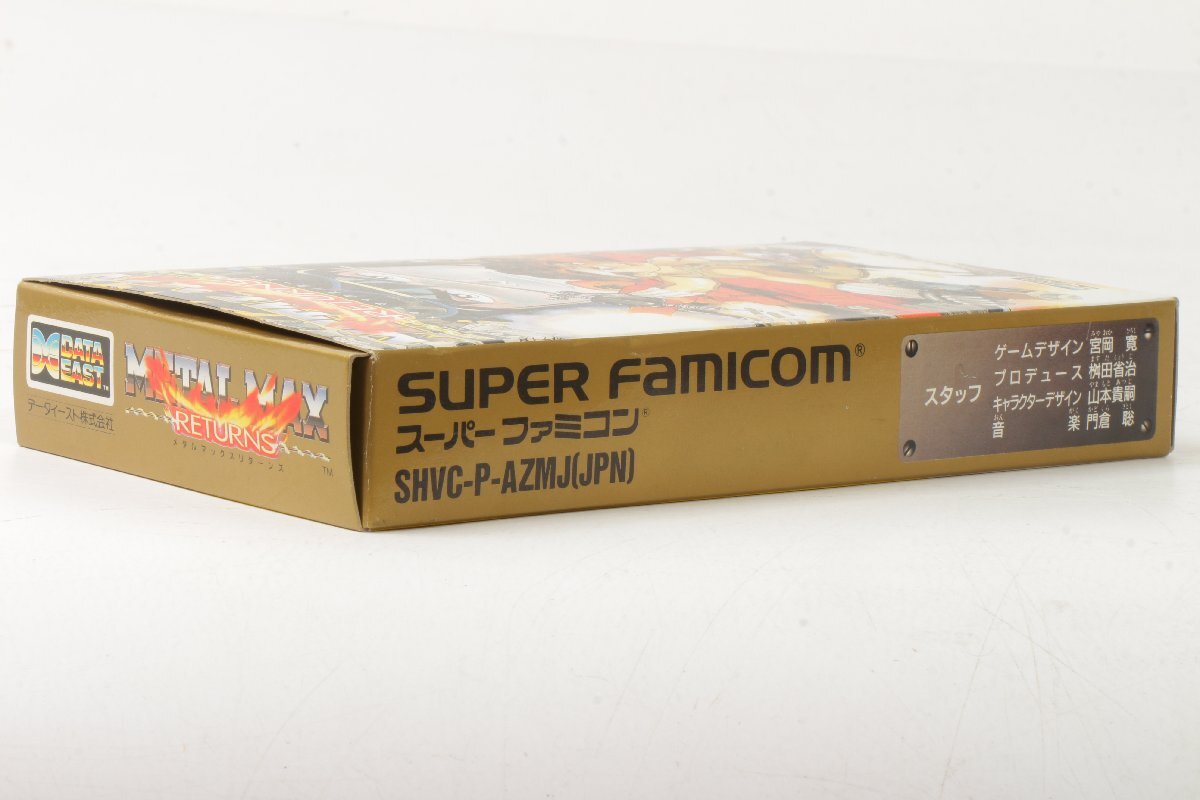 DATA
EAST
TM
データイースト株式会社
METAL MAX
RETURNS
メタルマックスリターンズ
TM
SUPER FAMICOM®
スーパーファミコン®
SHVC-P-AZMJ(JPN)
スタッフ
ゲームデザイン 宮岡 寛
プロデュース 桝田省治
キャラクターデザイン 山本貴嗣
音楽 門倉 聡